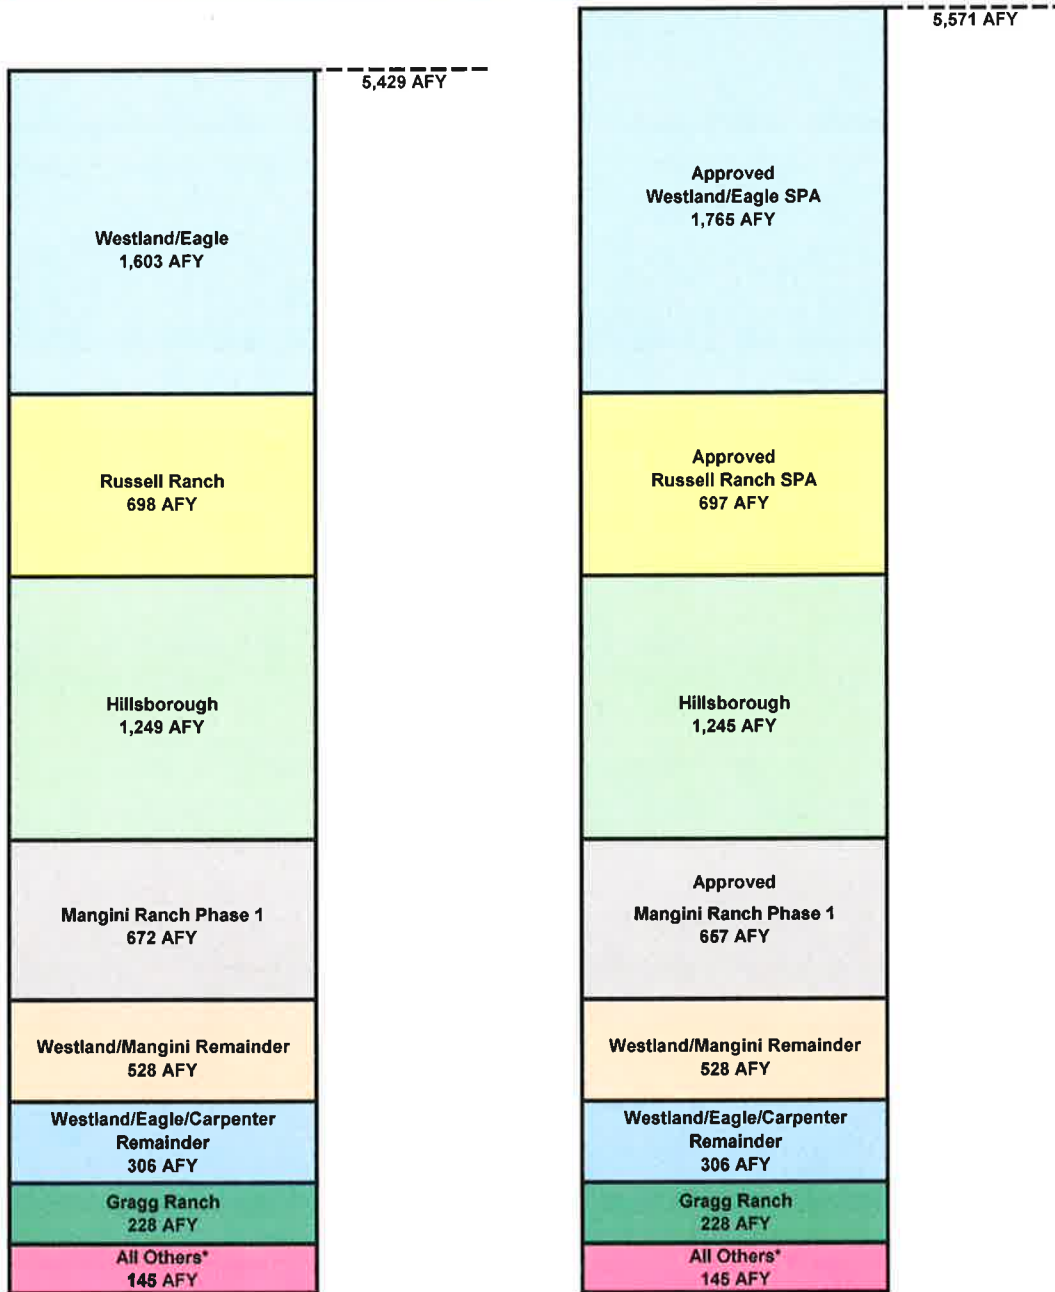 5,429 AFY
Westland/Eagle
1,603 AFY
Russell Ranch
698 AFY
Hillsborough
1,249 AFY
Mangini Ranch Phase 1
672 AFY
Westland/Mangini Remainder
528 AFY
Westland/Eagle/Carpenter
Remainder
306 AFY
Gragg Ranch
228 AFY
All Others*
145 AFY
5,571 AFY
Approved
Westland/Eagle SPA
1,765 AFY
Approved
Russell Ranch SPA
697 AFY
Hillsborough
1,245 AFY
Approved
Mangini Ranch Phase 1
657 AFY
Westland/Mangini Remainder
528 AFY
Westland/Eagle/Carpenter
Remainder
306 AFY
Gragg Ranch
228 AFY
All Others*
145 AFY